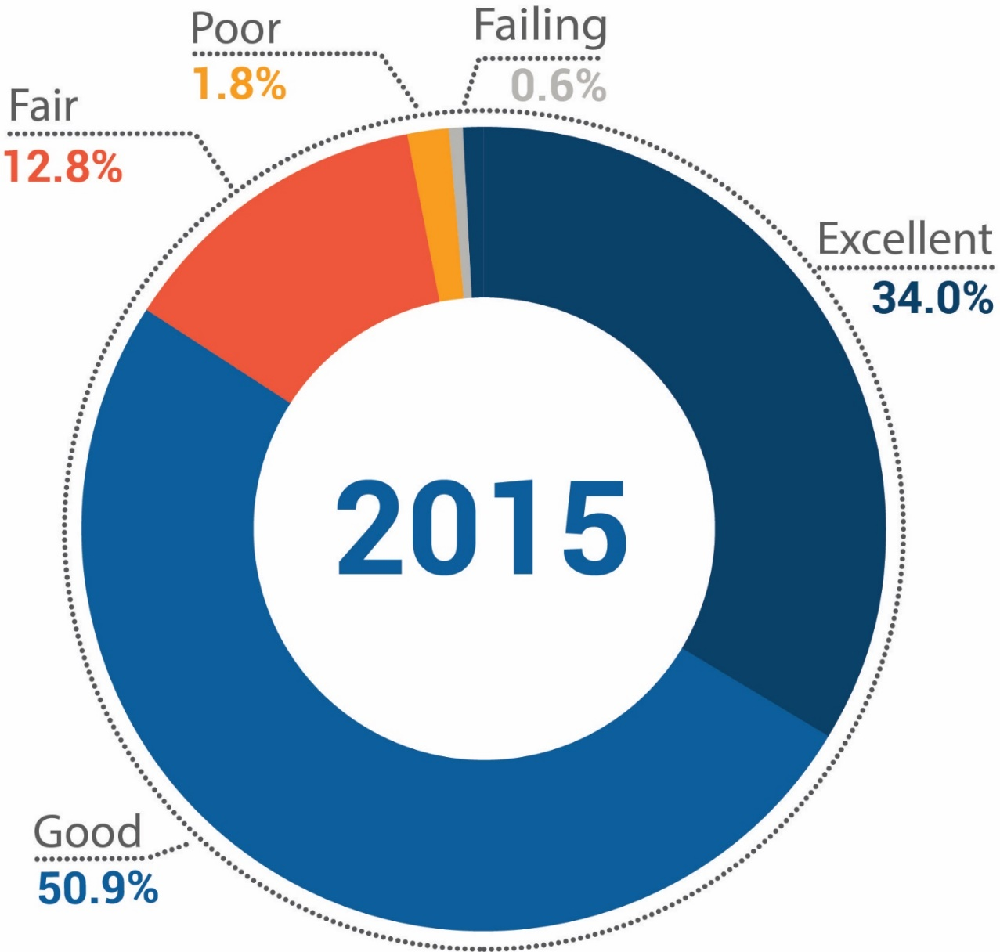 Poor
1.8%
Failing
0.6%
Fair
12.8%
Excellent
34.0%
2015
Good
50.9%